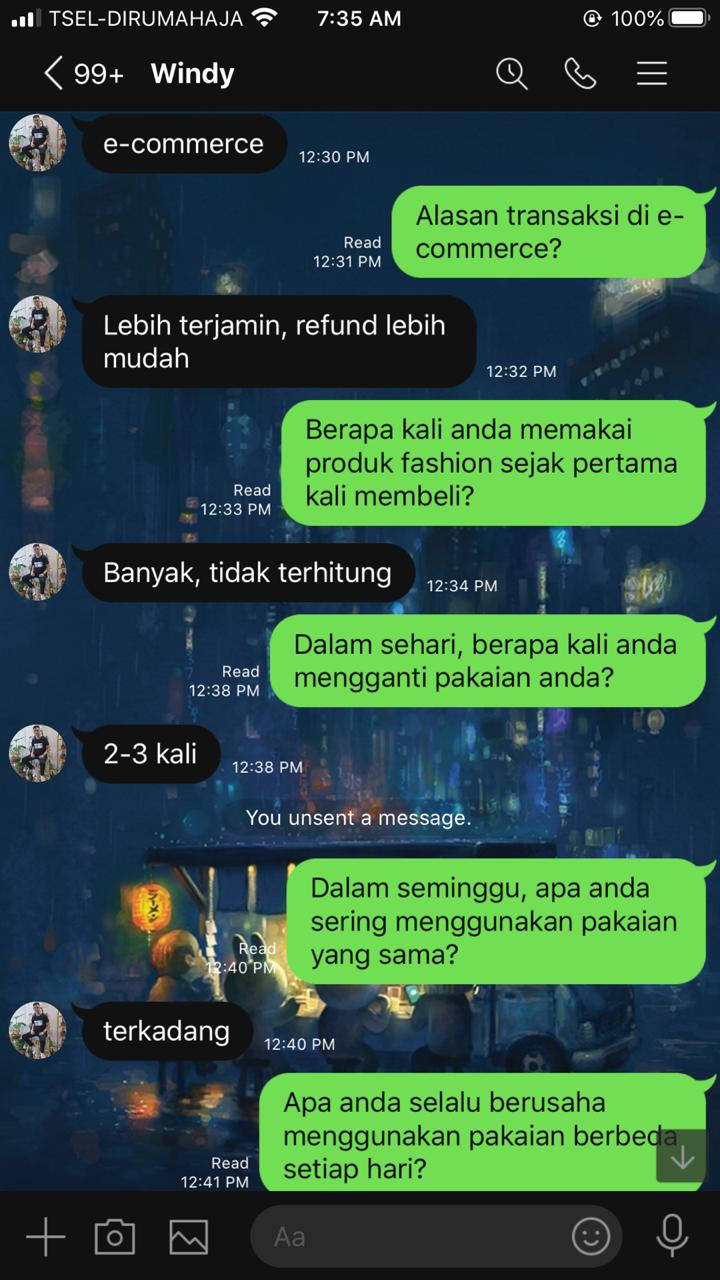 TSEL-DIRUMAHAJA 7:35 AM 100%
99+ Windy
e-commerce
12:30 PM
Alasan transaksi di e-
commerce?
Read
12:31 PM
Lebih terjamin, refund lebih
mudah
12:32 PM
Berapa kali anda memakai
produk fashion sejak pertama
kali membeli?
Read
12:33 PM
Banyak, tidak terhitung
12:34 PM
Dalam sehari, berapa kali anda
mengganti pakaian anda?
Read
12:38 PM
2-3 kali
12:38 PM
You unsent a message.
Dalam seminggu, apa anda
sering menggunakan pakaian
yang sama?
Read
12:40 PM
terkadang
12:40 PM
Apa anda selalu berusaha
menggunakan pakaian berbeda
setiap hari?
Read
12:41 PM
Aa